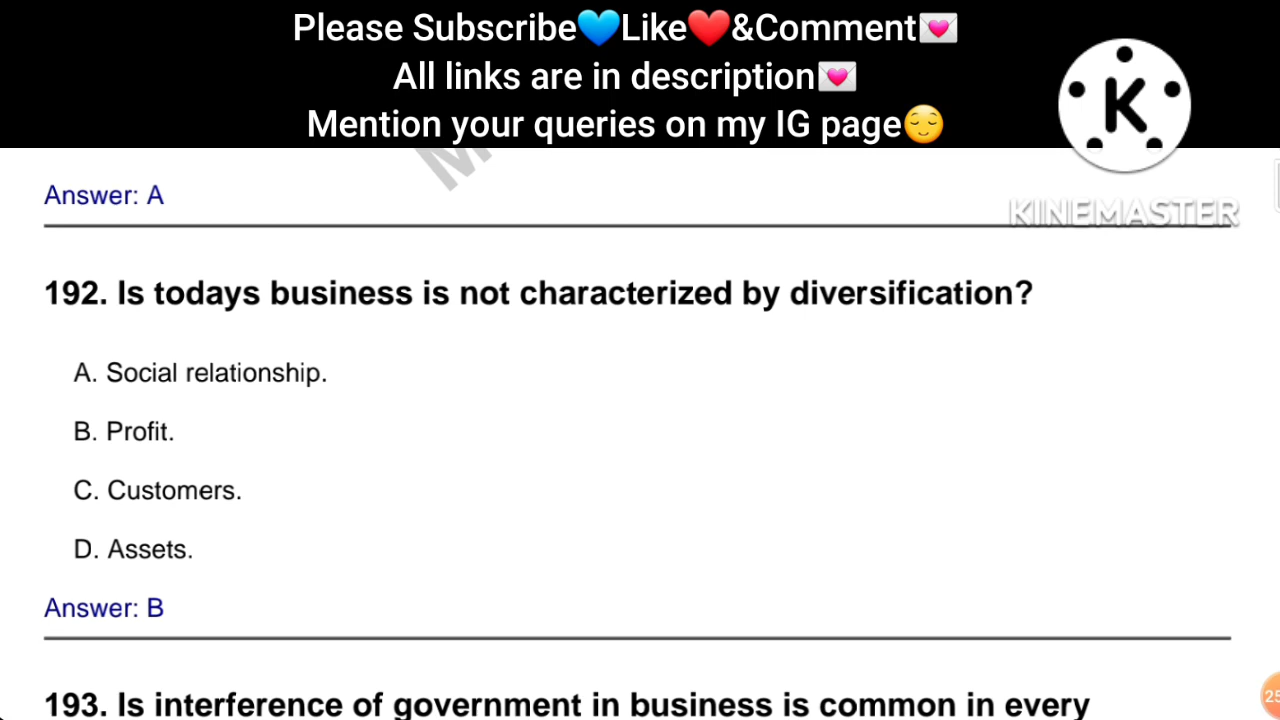 Please Subscribe💙Like❤️&Comment💌
All links are in description💌
Mention your queries on my IG page😌
K
KINEMASTER
Answer: A
192. Is todays business is not characterized by diversification?
A. Social relationship.
B. Profit.
C. Customers.
D. Assets.
Answer: B
193. Is interference of government in business is common in every